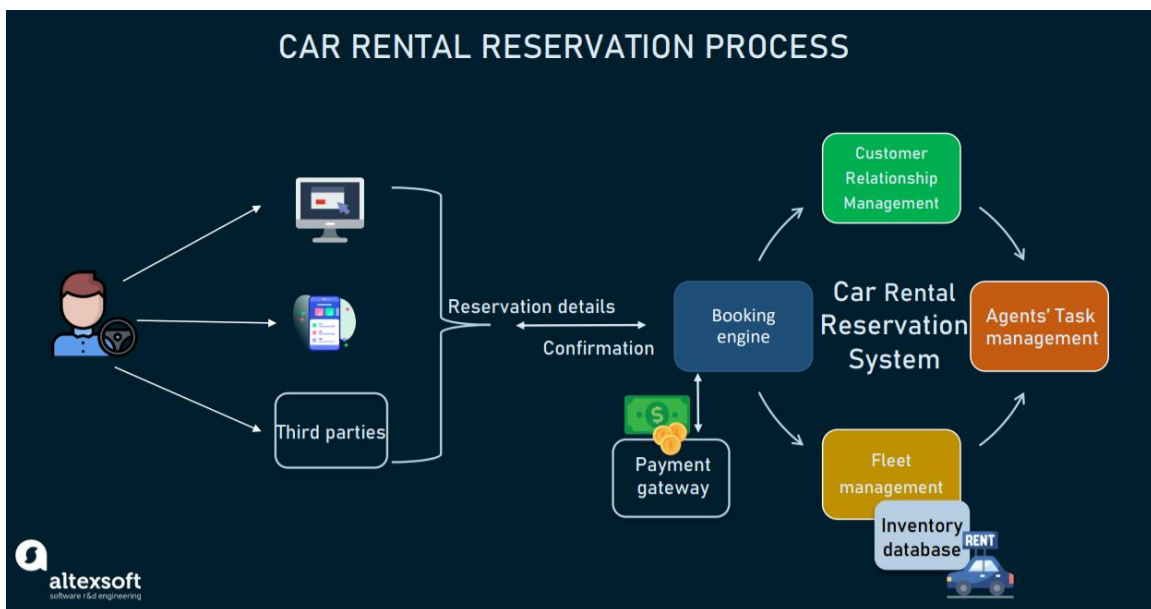 CAR RENTAL RESERVATION PROCESS
Third parties
Reservation details
Confirmation
Booking
engine
Payment
gateway
Customer
Relationship
Management
Car Rental
Reservation
System
Agents' Task
management
Fleet
management
Inventory
database
RENT
altexsoft
software r&d engineering